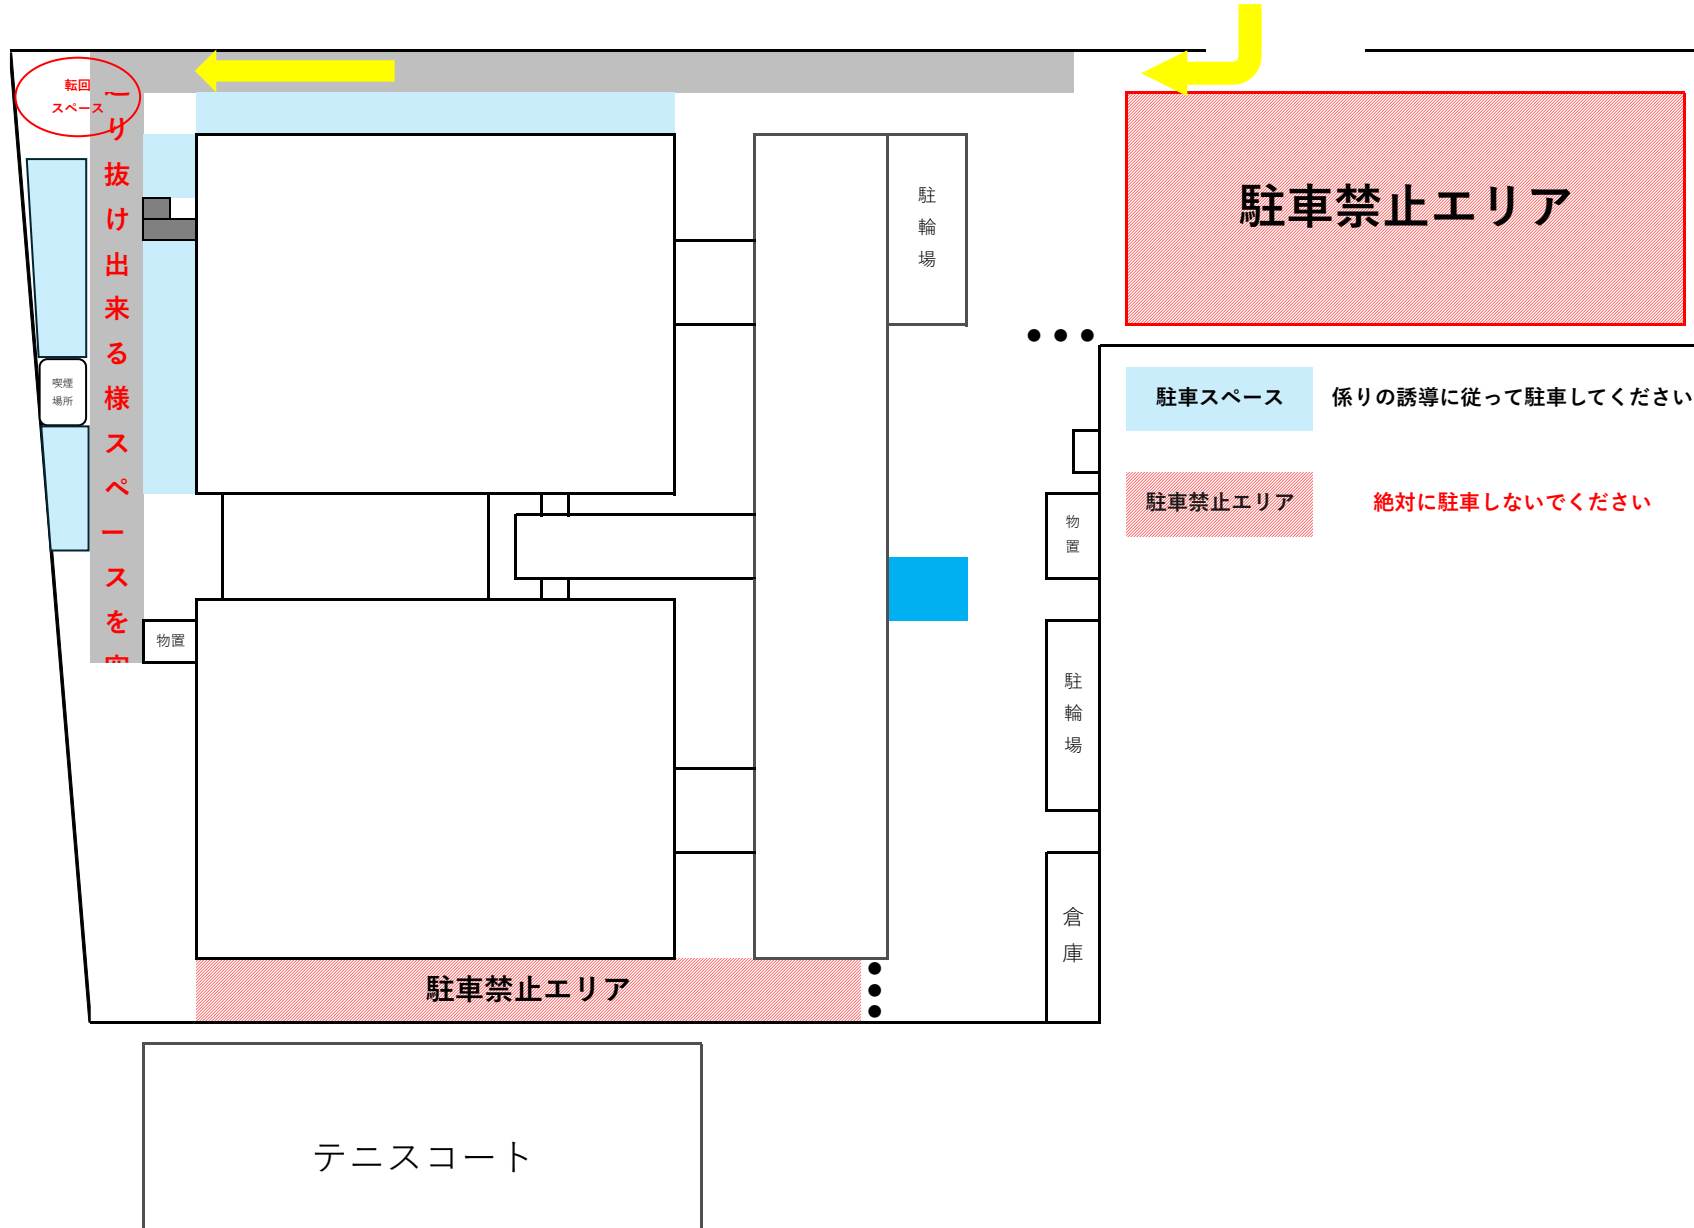 転回
スペース
り抜け出来る様スペースを
駐輪場
駐車禁止エリア
喫煙
場所
駐車スペース
係りの誘導に従って駐車してください
駐車禁止エリア
絶対に駐車しないでください
物置
物置
駐輪場
倉庫
駐車禁止エリア
テニスコート